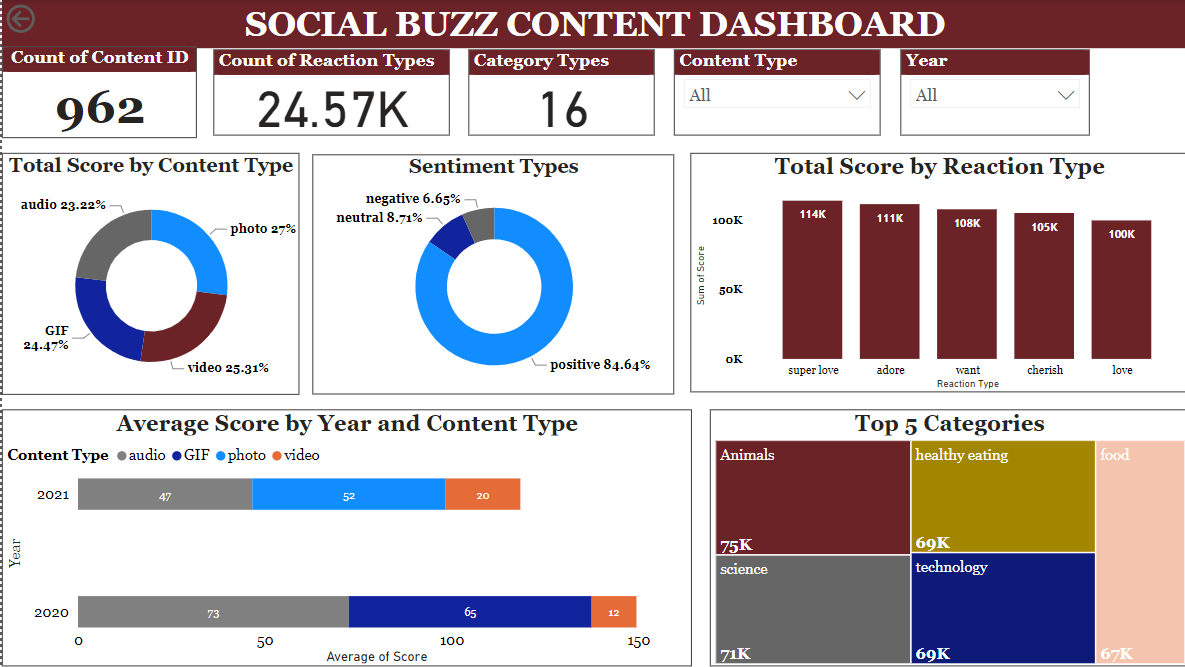 SOCIAL BUZZ CONTENT DASHBOARD
Count of Content ID
962
Count of Reaction Types
24.57K
Category Types
16
Content Type
All
Year
All
Total Score by Content Type
audio 23.22%
photo 27%
GIF
24.47%
video 25.31%
Sentiment Types
negative 6.65%
neutral 8.71%
positive 84.64%
Total Score by Reaction Type
Sum of Score
100K
50K
0K
114K
111K
108K
105K
100K
super love
adore
want
cherish
love
Reaction Type
Average Score by Year and Content Type
Content Type audio GIF photo video
Year
2021
47
52
20
2020
73
65
12
0
50
100
150
Average of Score
Top 5 Categories
Animals
75K
healthy eating
69K
food
67K
science
71K
technology
69K